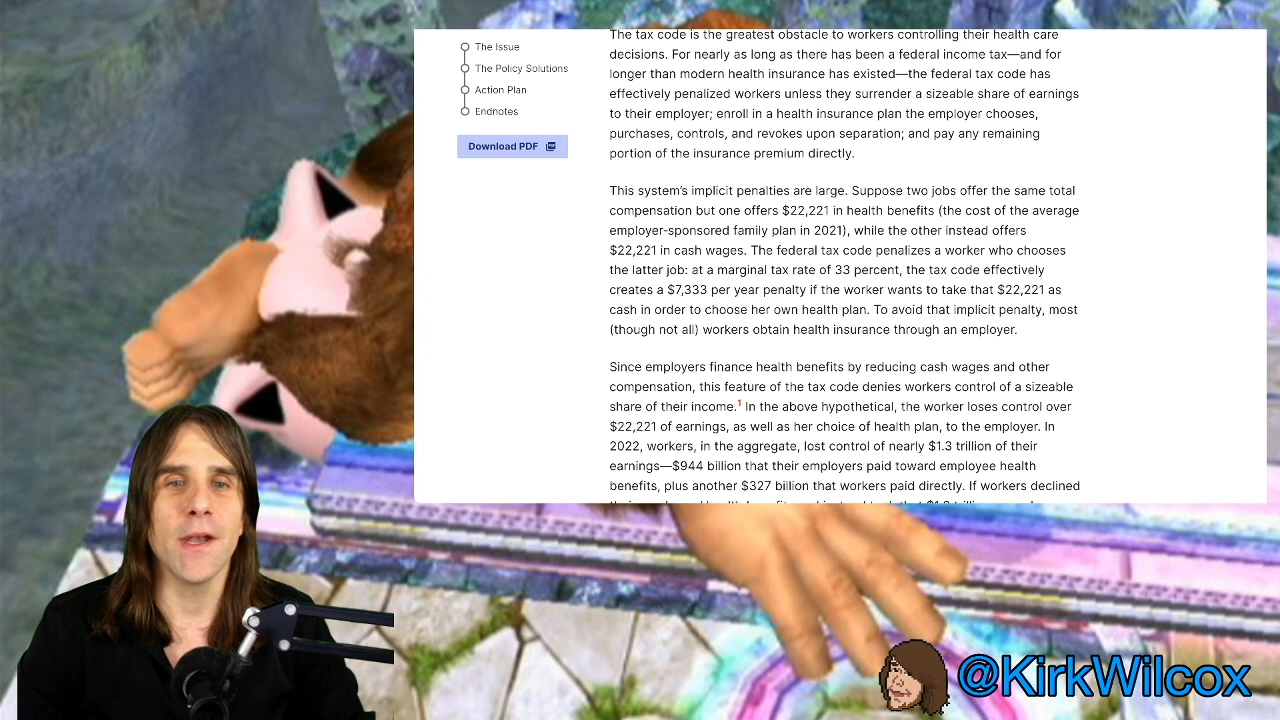 The Issue
The Policy Solutions
Action Plan
Endnotes
Download PDF
The tax code is the greatest obstacle to workers controlling their health care
decisions. For nearly as long as there has been a federal income tax—and for
longer than modern health insurance has existed—the federal tax code has
effectively penalized workers unless they surrender a sizeable share of earnings
to their employer; enroll in a health insurance plan the employer chooses,
purchases, controls, and revokes upon separation; and pay any remaining
portion of the insurance premium directly.
This system's implicit penalties are large. Suppose two jobs offer the same total
compensation but one offers $22,221 in health benefits (the cost of the average
employer-sponsored family plan in 2021), while the other instead offers
$22,221 in cash wages. The federal tax code penalizes a worker who chooses
the latter job: at a marginal tax rate of 33 percent, the tax code effectively
creates a $7,333 per year penalty if the worker wants to take that $22,221 as
cash in order to choose her own health plan. To avoid that implicit penalty, most
(though not all) workers obtain health insurance through an employer.
Since employers finance health benefits by reducing cash wages and other
compensation, this feature of the tax code denies workers control of a sizeable
share of their income.1 In the above hypothetical, the worker loses control over
$22,221 of earnings, as well as her choice of health plan, to the employer. In
2022, workers, in the aggregate, lost control of nearly $1.3 trillion of their
earnings—$944 billion that their employers paid toward employee health
benefits, plus another $327 billion that workers paid directly. If workers declined
@KirkWilcox